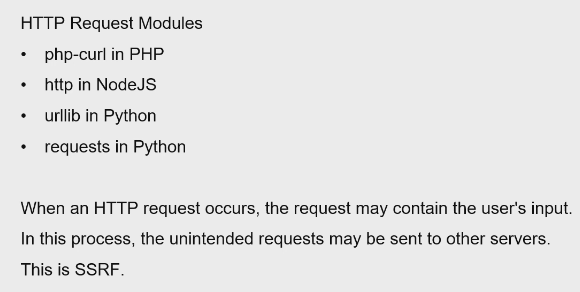 HTTP Request Modules
• php-curl in PHP
• http in NodeJS
• urllib in Python
• requests in Python
When an HTTP request occurs, the request may contain the user's input.
In this process, the unintended requests may be sent to other servers.
This is SSRF.